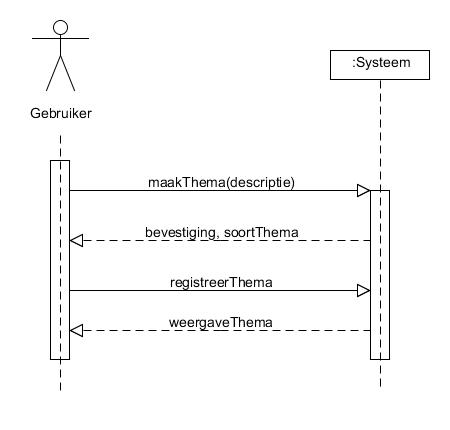 :Systeem
Gebruiker
maakThema(descriptie)
bevestiging, soortThema
registreerThema
weergaveThema